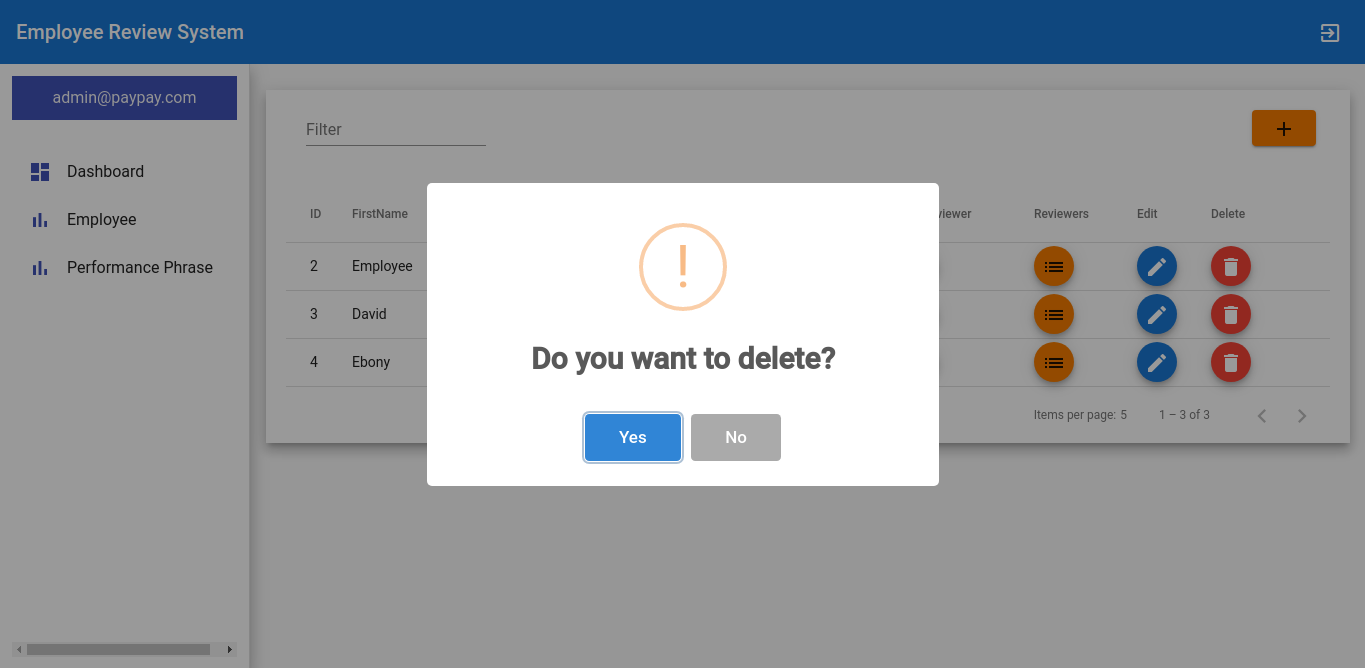 Employee Review System
admin@paypay.com
Dashboard
Employee
Performance Phrase
Filter
ID FirstName Reviewers Edit Delete
2 Employee
3 David
4 Ebony
Items per page: 5 1 – 3 of 3
!
Do you want to delete?
Yes No